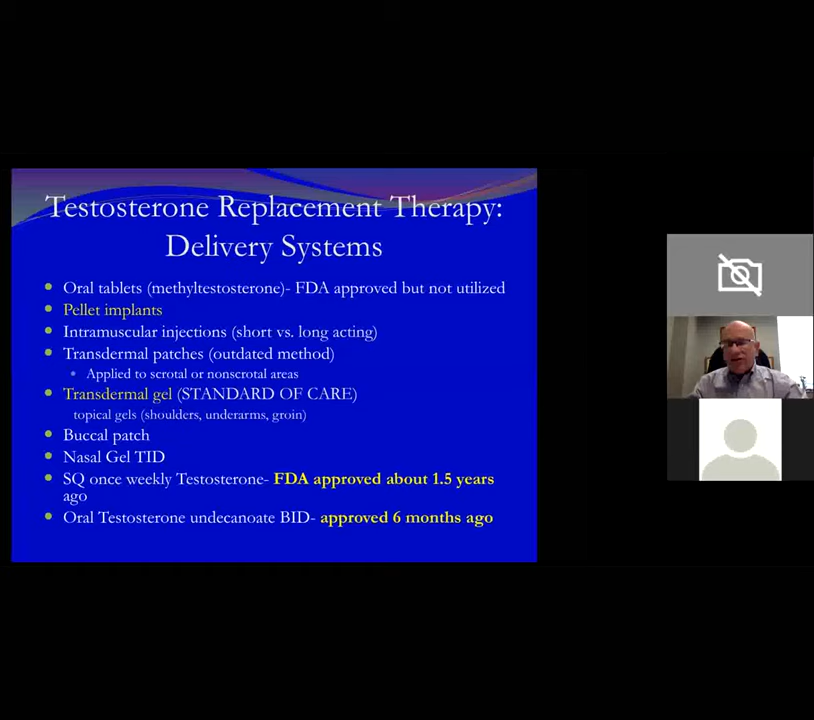 Testosterone Replacement Therapy:
Delivery Systems
Oral tablets (methyltestosterone)- FDA approved but not utilized
Pellet implants
Intramuscular injections (short vs. long acting)
Transdermal patches (outdated method)
Applied to scrotal or nonscrotal areas
Transdermal gel (STANDARD OF CARE)
topical gels (shoulders, underarms, groin)
Buccal patch
Nasal Gel TID
SQ once weekly Testosterone- FDA approved about 1.5 years
ago
Oral Testosterone undecanoate BID- approved 6 months ago